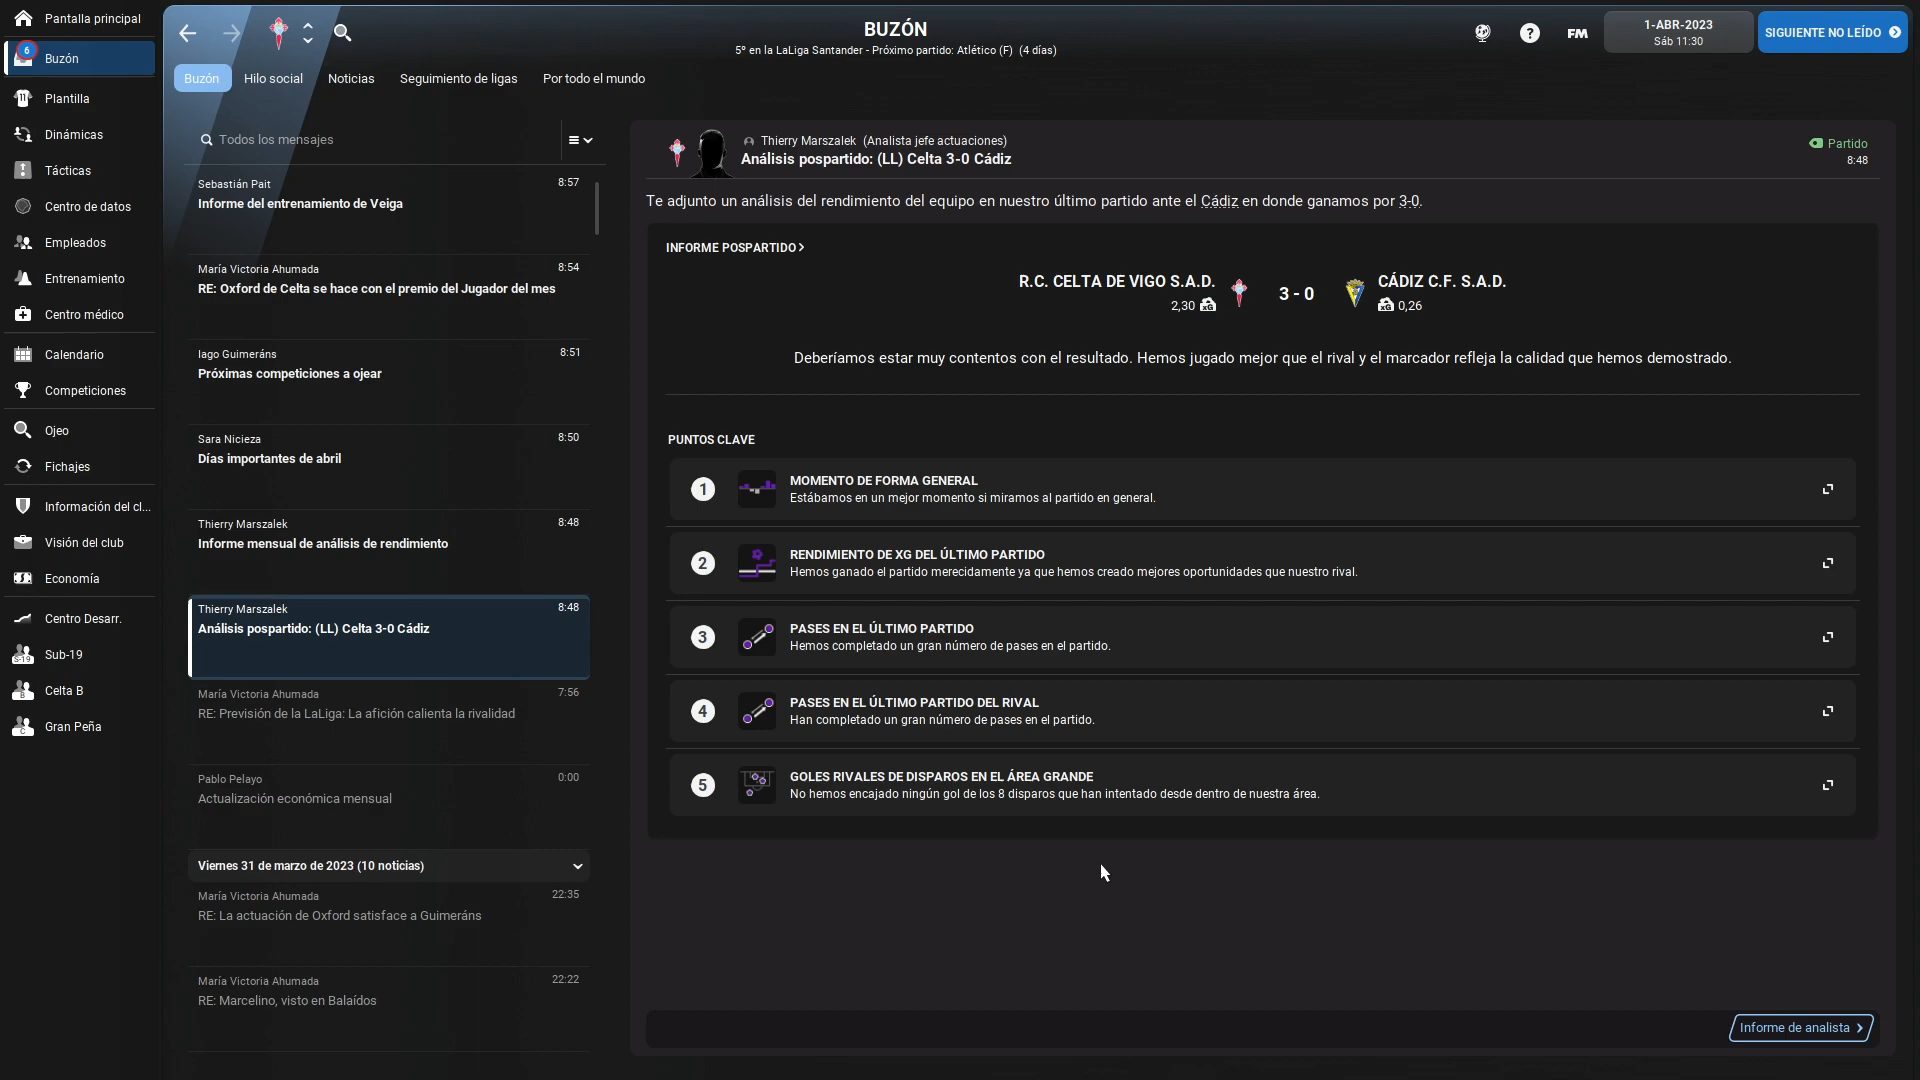 Pantalla principal
6
Buzón
Plantilla
Dinámicas
Tácticas
Centro de datos
Empleados
Entrenamiento
Centro médico
Calendario
Competiciones
Ojeo
Fichajes
Información del cl...
Visión del club
Economía
Centro Desarr.
Sub-19
Celta B
Gran Peña
BUZÓN
5º en la LaLiga Santander - Próximo partido: Atlético (F) (4 días)
FM
1-ABR-2023
Sáb 11:30
SIGUIENTE NO LEÍDO
Buzón
Hilo social
Noticias
Seguimiento de ligas
Por todo el mundo
Todos los mensajes
Sebastián Pait 8:57
Informe del entrenamiento de Veiga
María Victoria Ahumada 8:54
RE: Oxford de Celta se hace con el premio del Jugador del mes
Iago Guimeráns 8:51
Próximas competiciones a ojear
Sara Nicieza 8:50
Días importantes de abril
Thierry Marszalek 8:48
Informe mensual de análisis de rendimiento
Thierry Marszalek 8:48
Análisis pospartido: (LL) Celta 3-0 Cádiz
María Victoria Ahumada 7:56
RE: Previsión de la LaLiga: La afición calienta la rivalidad
Pablo Pelayo 0:00
Actualización económica mensual
Viernes 31 de marzo de 2023 (10 noticias)
María Victoria Ahumada 22:35
RE: La actuación de Oxford satisface a Guimeráns
María Victoria Ahumada 22:22
RE: Marcelino, visto en Balaídos
Thierry Marszalek (Analista jefe actuaciones)
Análisis pospartido: (LL) Celta 3-0 Cádiz
Partido
8:48
Te adjunto un análisis del rendimiento del equipo en nuestro último partido ante el Cádiz en donde ganamos por 3-0.
INFORME POSPARTIDO
R.C. CELTA DE VIGO S.A.D. 3 - 0 CÁDIZ C.F. S.A.D.
2,30 xG xG 0,26
Deberíamos estar muy contentos con el resultado. Hemos jugado mejor que el rival y el marcador refleja la calidad que hemos demostrado.
PUNTOS CLAVE
1 MOMENTO DE FORMA GENERAL
Estábamos en un mejor momento si miramos al partido en general.
2 RENDIMIENTO DE XG DEL ÚLTIMO PARTIDO
Hemos ganado el partido merecidamente ya que hemos creado mejores oportunidades que nuestro rival.
3 PASES EN EL ÚLTIMO PARTIDO
Hemos completado un gran número de pases en el partido.
4 PASES EN EL ÚLTIMO PARTIDO DEL RIVAL
Han completado un gran número de pases en el partido.
5 GOLES RIVALES DE DISPAROS EN EL ÁREA GRANDE
No hemos encajado ningún gol de los 8 disparos que han intentado desde dentro de nuestra área.
Informe de analista